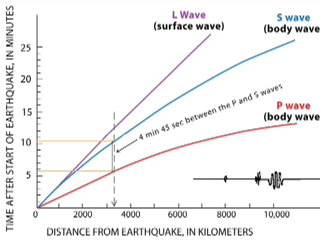 L Wave
(surface wave)
S wave
(body wave
P wave
(body wave
4 min 45 sec between the P and S waves
TIME AFTER START OF EARTHQUAKE, IN MINUTES
25
20
15
10
5
0
2000
4000
6000
8000
10,000
DISTANCE FROM EARTHQUAKE, IN KILOMETERS